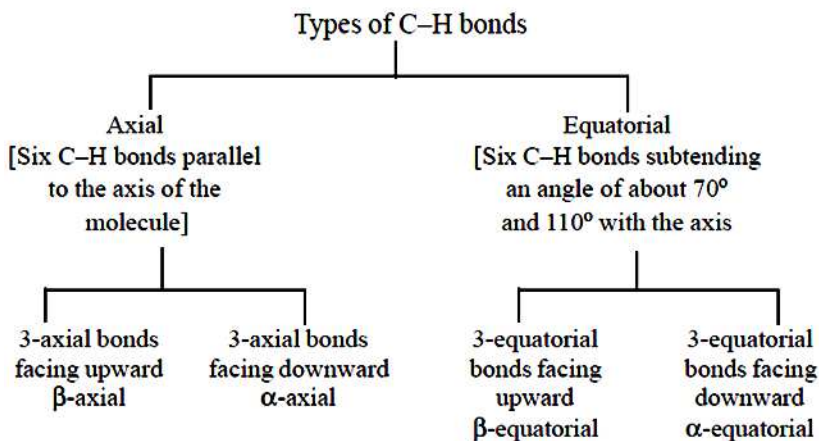 Types of C–H bonds
Axial
[Six C–H bonds parallel
to the axis of the
molecule]
Equatorial
[Six C–H bonds subtending
an angle of about 70º
and 110º with the axis
3-axial bonds
facing upward
β-axial
3-axial bonds
facing downward
α-axial
3-equatorial
bonds facing
upward
β-equatorial
3-equatorial
bonds facing
downward
α-equatorial